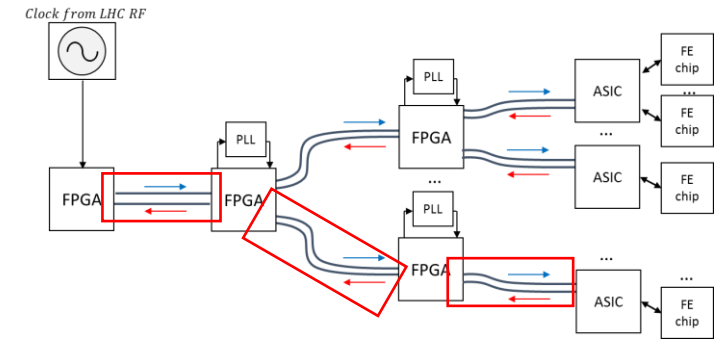 Clock from LHC RF
FPGA
PLL
FPGA
PLL
FPGA
...
PLL
FPGA
ASIC
...
ASIC
...
ASIC
FE
chip
...
FE
chip
FE
chip
...
FE
chip